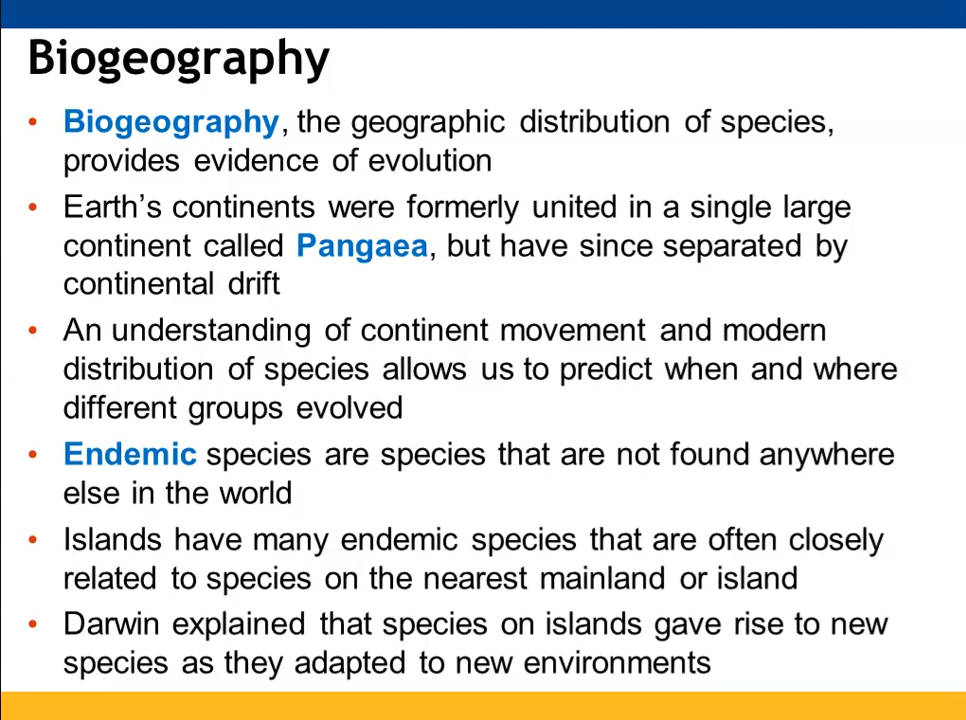 Biogeography
• Biogeography, the geographic distribution of species,
provides evidence of evolution
• Earth’s continents were formerly united in a single large
continent called Pangaea, but have since separated by
continental drift
• An understanding of continent movement and modern
distribution of species allows us to predict when and where
different groups evolved
• Endemic species are species that are not found anywhere
else in the world
• Islands have many endemic species that are often closely
related to species on the nearest mainland or island
• Darwin explained that species on islands gave rise to new
species as they adapted to new environments